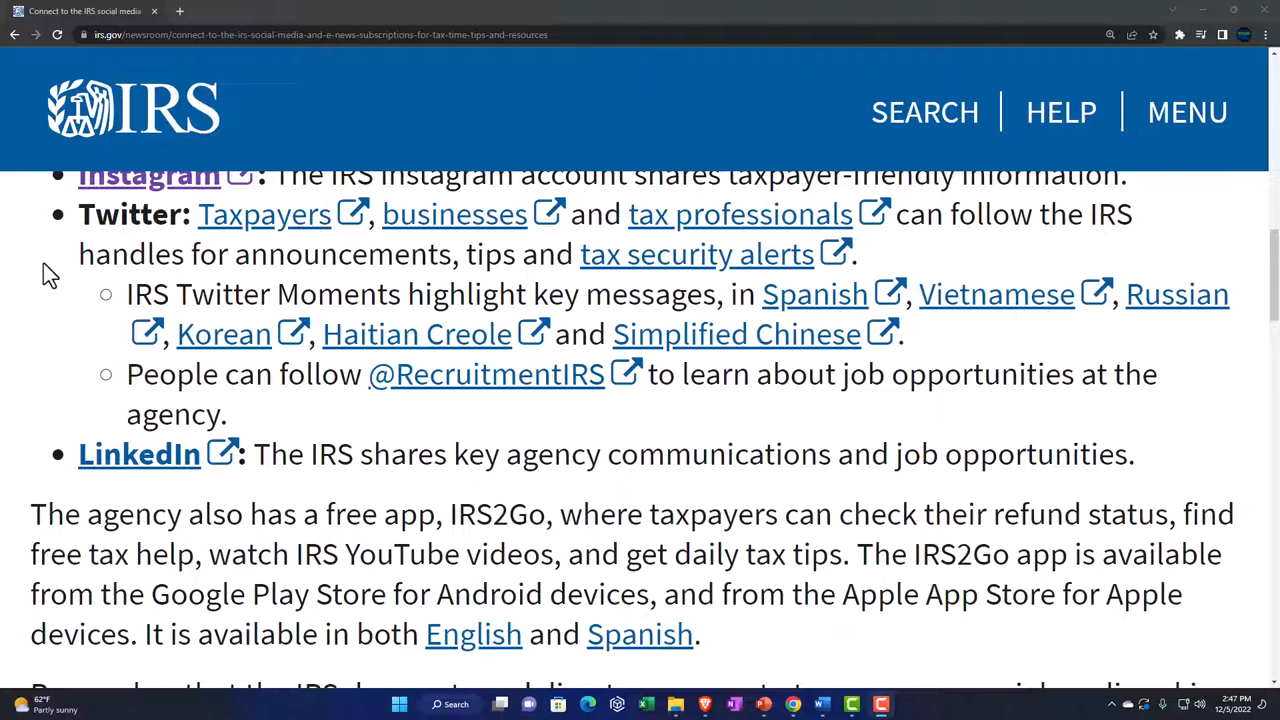 Connect to the IRS social media
irs.gov/newsroom/connect-to-the-irs-social-media-and-e-news-subscriptions-for-tax-time-tips-and-resources
IRS
SEARCH | HELP | MENU
Instagram: The IRS Instagram account shares taxpayer-friendly information.
Twitter: Taxpayers, businesses and tax professionals can follow the IRS
handles for announcements, tips and tax security alerts.
IRS Twitter Moments highlight key messages, in Spanish, Vietnamese, Russian
, Korean, Haitian Creole and Simplified Chinese.
People can follow @RecruitmentIRS to learn about job opportunities at the
agency.
LinkedIn: The IRS shares key agency communications and job opportunities.
The agency also has a free app, IRS2Go, where taxpayers can check their refund status, find
free tax help, watch IRS YouTube videos, and get daily tax tips. The IRS2Go app is available
from the Google Play Store for Android devices, and from the Apple App Store for Apple
devices. It is available in both English and Spanish.
62°F
Partly sunny
Search
2:47 PM
12/5/2022